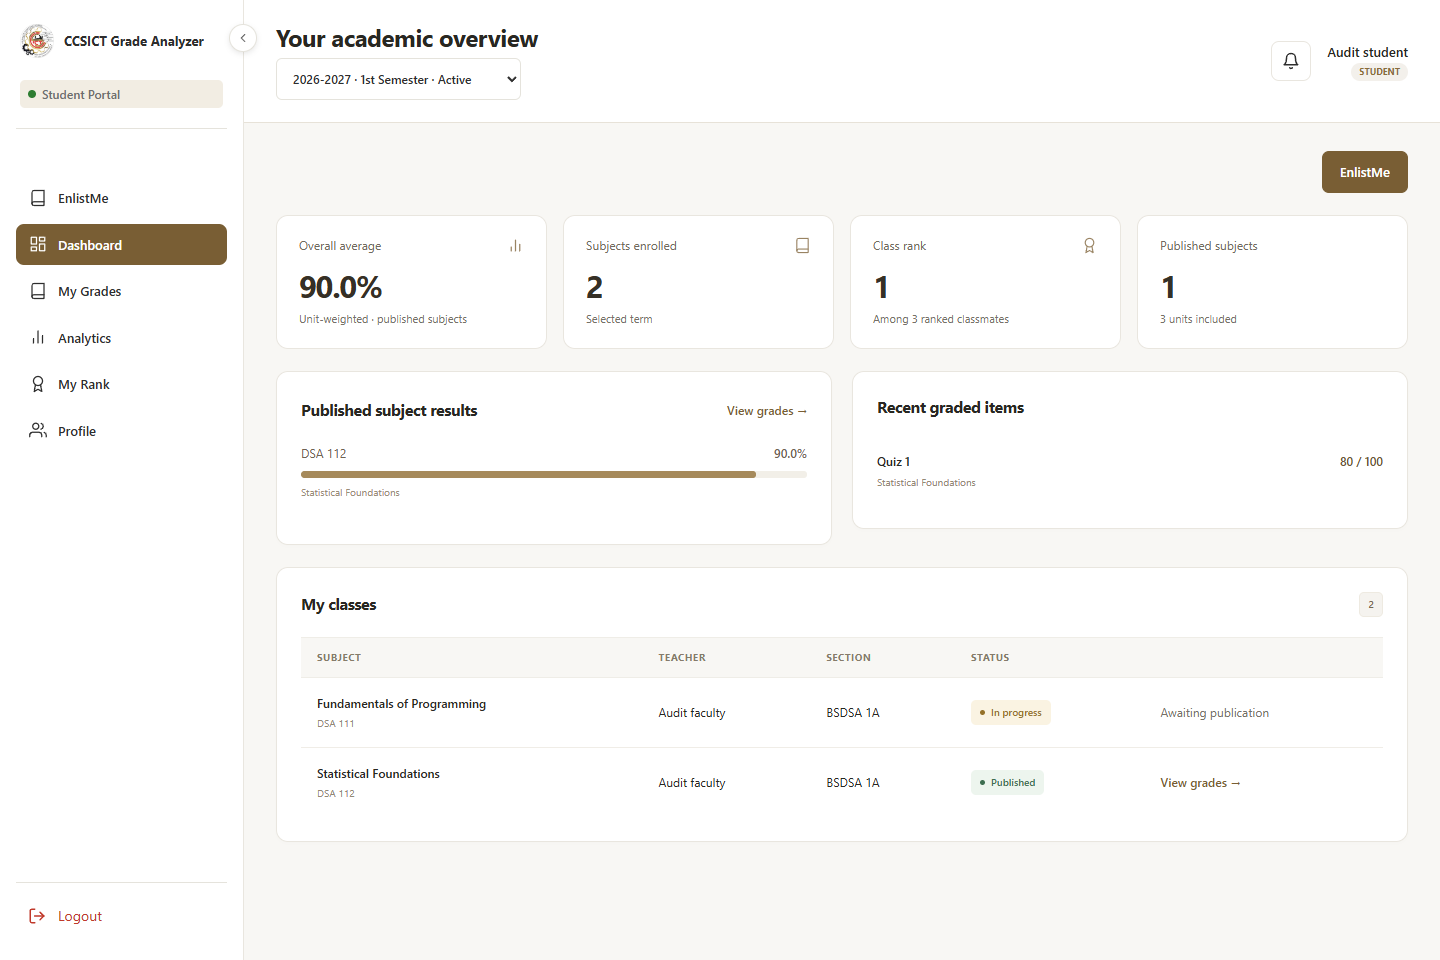 CCSICT Grade Analyzer
Student Portal
EnlistMe
Dashboard
My Grades
Analytics
My Rank
Profile
Logout
Your academic overview
2026-2027 · 1st Semester · Active
Audit student
STUDENT
EnlistMe
Overall average
90.0%
Unit-weighted · published subjects
Subjects enrolled
2
Selected term
Class rank
1
Among 3 ranked classmates
Published subjects
1
3 units included
Published subject results
View grades →
DSA 112 90.0%
Statistical Foundations
Recent graded items
Quiz 1 80 / 100
Statistical Foundations
My classes 2
SUBJECT TEACHER SECTION STATUS
Fundamentals of Programming
DSA 111
Audit faculty BSDSA 1A In progress Awaiting publication
Statistical Foundations
DSA 112
Audit faculty BSDSA 1A Published View grades →